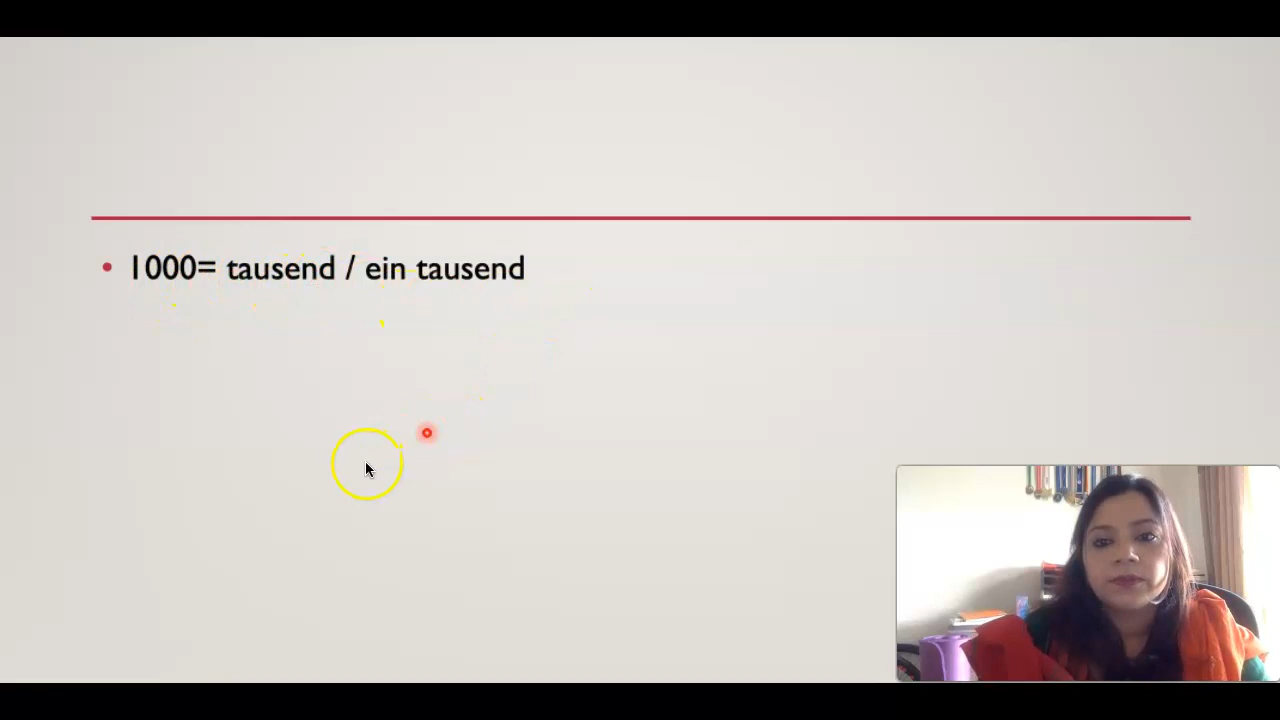 • 1000= tausend / ein tausend